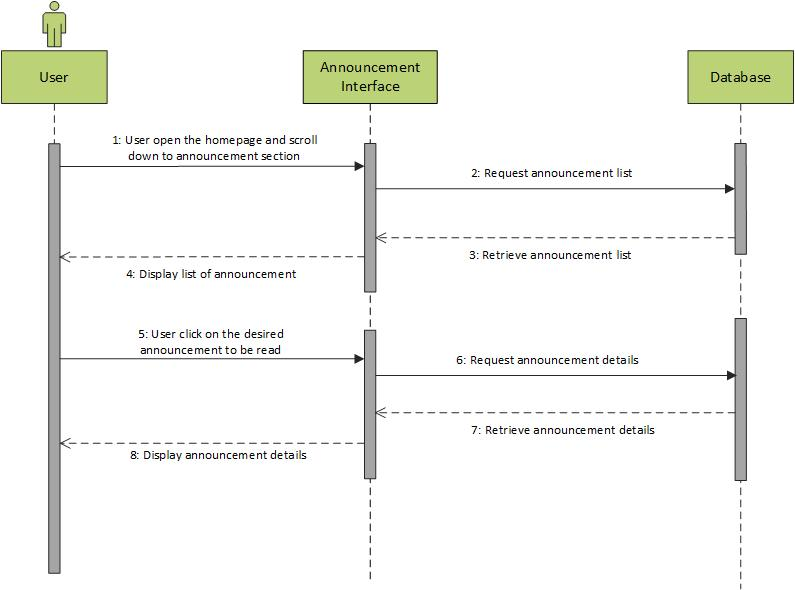 User
Announcement
Interface
Database
1: User open the homepage and scroll
down to announcement section
2: Request announcement list
3: Retrieve announcement list
4: Display list of announcement
5: User click on the desired
announcement to be read
6: Request announcement details
7: Retrieve announcement details
8: Display announcement details